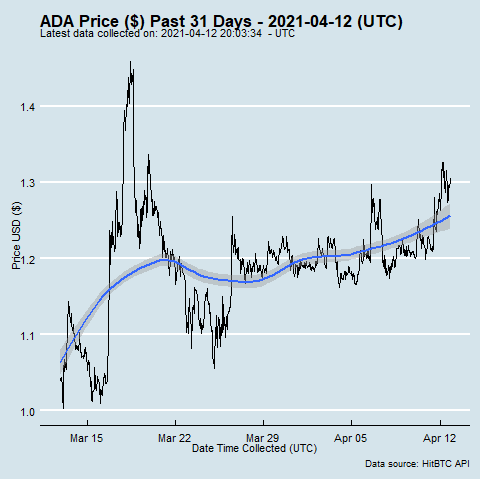 ADA Price ($) Past 31 Days - 2021-04-12 (UTC)
Latest data collected on: 2021-04-12 20:03:34 - UTC
Price USD ($)
1.4
1.3
1.2
1.1
1.0
Mar 15 Mar 22 Mar 29 Apr 05 Apr 12
Date Time Collected (UTC)
Data source: HitBTC API